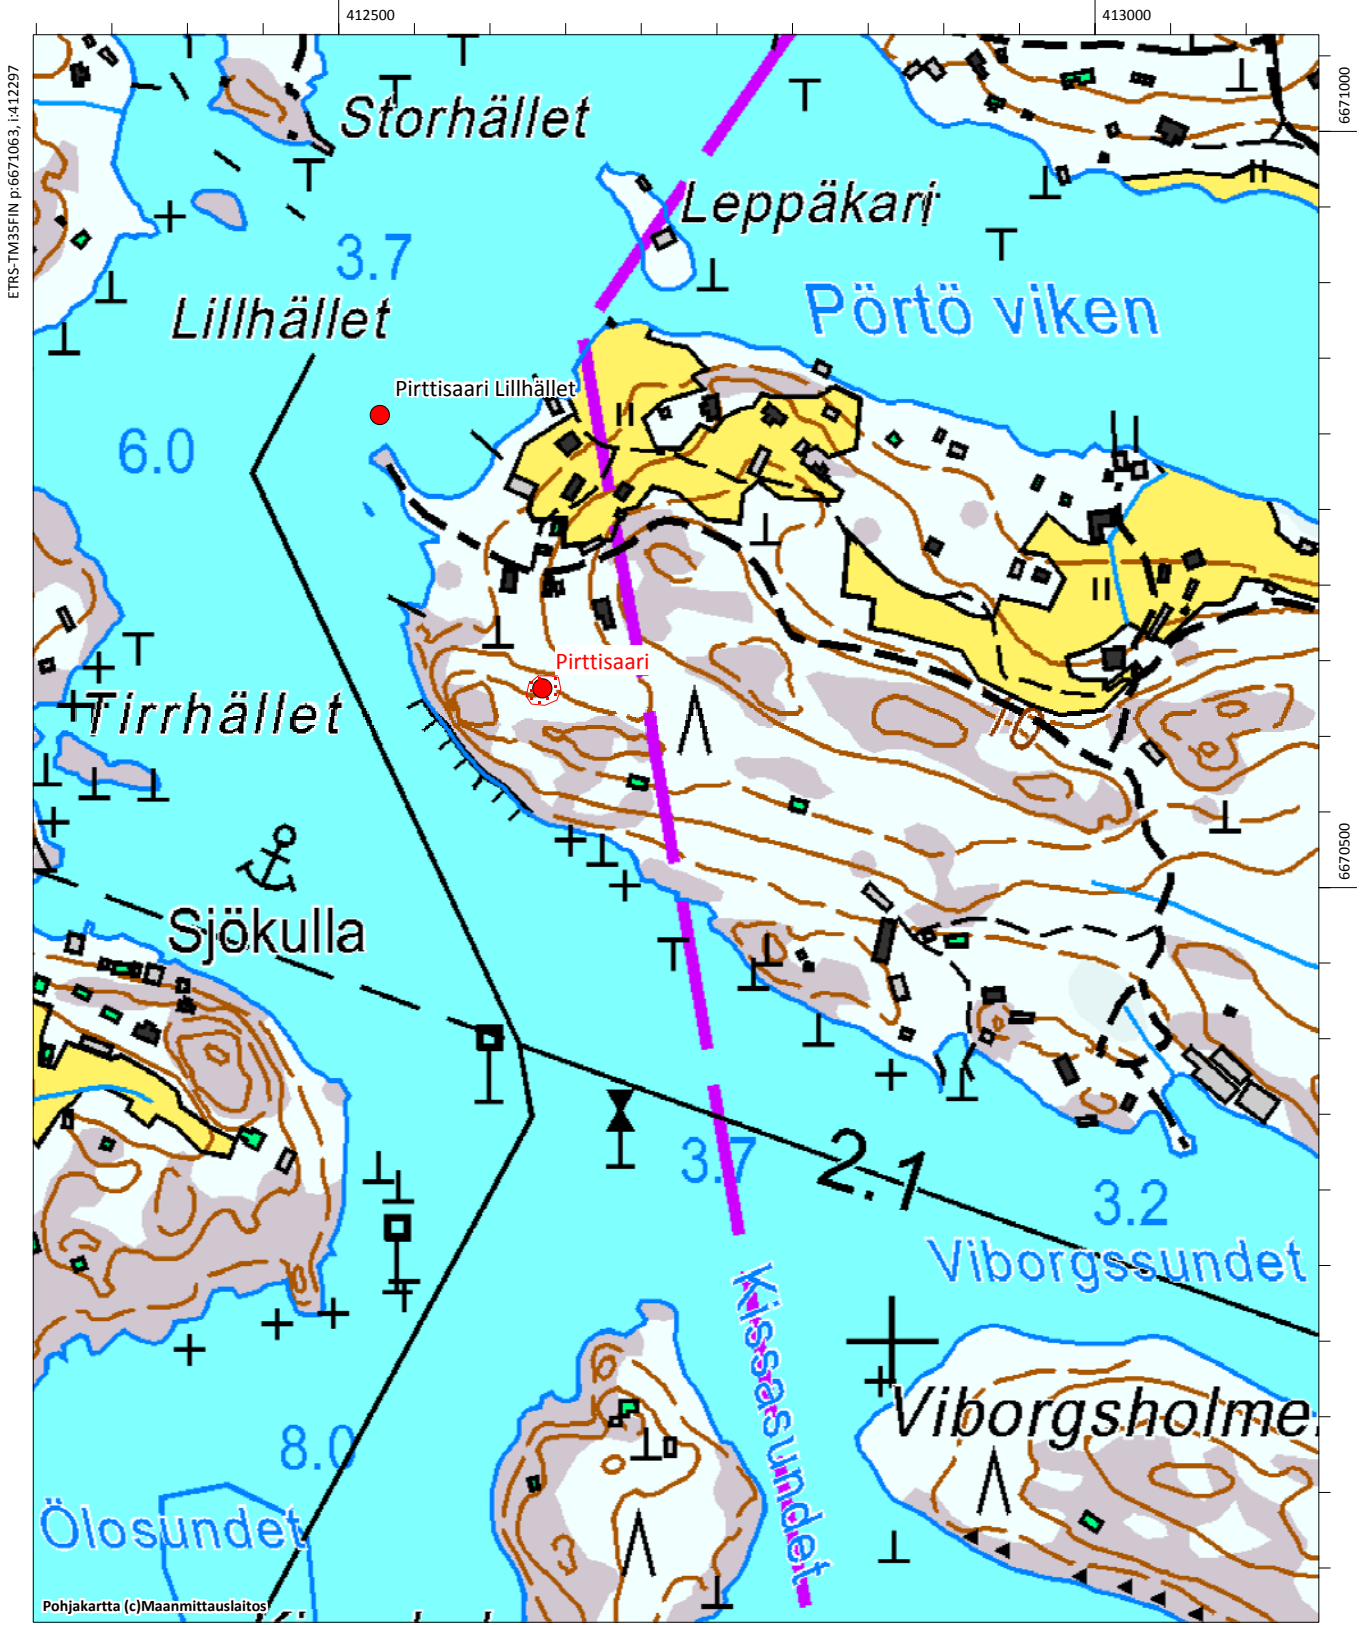 412500
413000
ETRS-TM35FIN p:6671063, i:412297
6671000
Storhället
Leppäkari
3.7
Pörtö viken
Lillhället
Pirttisaari Lillhället
6.0
Pirttisaari
Tirrhället
10
6670500
Sjökulla
3.7
2.1
3.2
Viborgssundet
Kissasundet
Viborgsholme
8.0
Ölosundet
Pohjakartta (c)Maanmittauslaitos